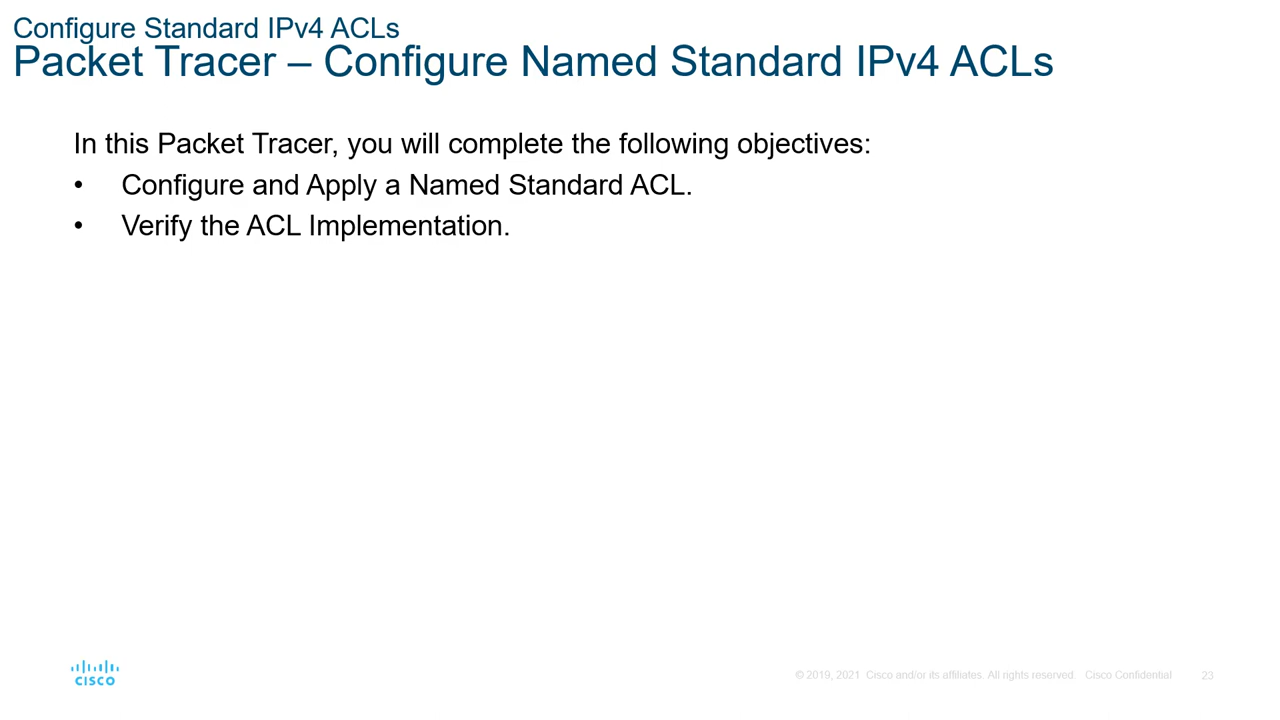 Configure Standard IPv4 ACLs
Packet Tracer – Configure Named Standard IPv4 ACLs
In this Packet Tracer, you will complete the following objectives:
• Configure and Apply a Named Standard ACL.
• Verify the ACL Implementation.
CISCO
© 2019, 2021 Cisco and/or its affiliates. All rights reserved. Cisco Confidential
23